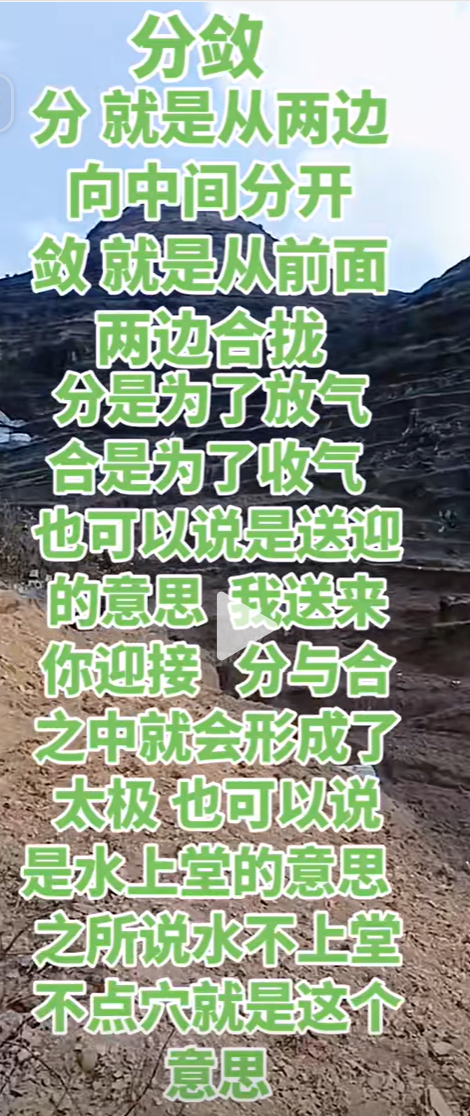 分敛
分 就是从两边
向中间分开
敛 就是从前面
两边合拢
分是为了放气
合是为了收气
也可以说是送迎
的意思 我送来
你迎接 分与合
之中就会形成了
太极 也可以说
是水上堂的意思
之所说水不上堂
不点穴就是这个
意思